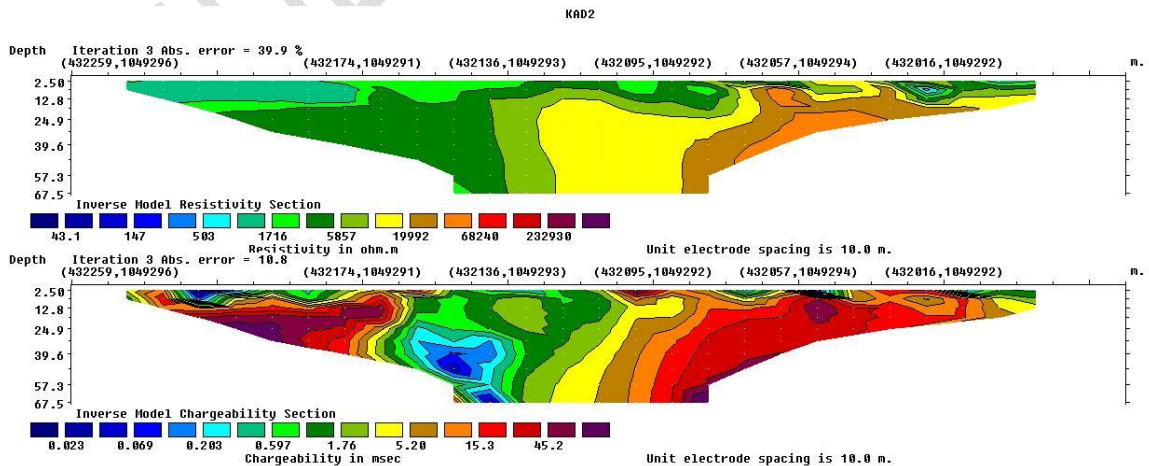 KAD2
Depth Iteration 3 Abs. error = 39.9 %
(432259,1049296) (432174,1049291) (432136,1049293) (432095,1049292) (432057,1049294) (432016,1049292) m.
2.50
12.8
24.9
39.6
57.3
67.5
Inverse Model Resistivity Section
43.1 147 503 1716 5857 19992 68240 232930
Resistivity in ohm.m Unit electrode spacing is 10.0 m.
Depth Iteration 3 Abs. error = 10.8
(432259,1049296) (432174,1049291) (432136,1049293) (432095,1049292) (432057,1049294) (432016,1049292) m.
2.50
12.8
24.9
39.6
57.3
67.5
Inverse Model Chargeability Section
0.023 0.069 0.203 0.597 1.76 5.20 15.3 45.2
Chargeability in msec Unit electrode spacing is 10.0 m.